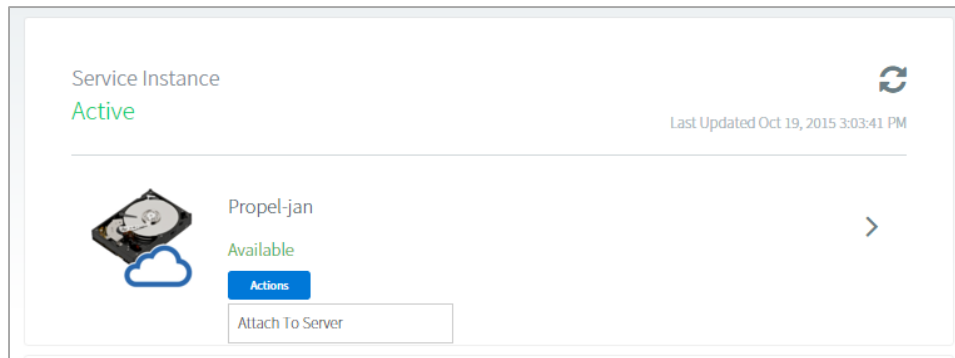 Service Instance
Active
Last Updated Oct 19, 2015 3:03:41 PM
Propel-jan
Available
Actions
Attach To Server